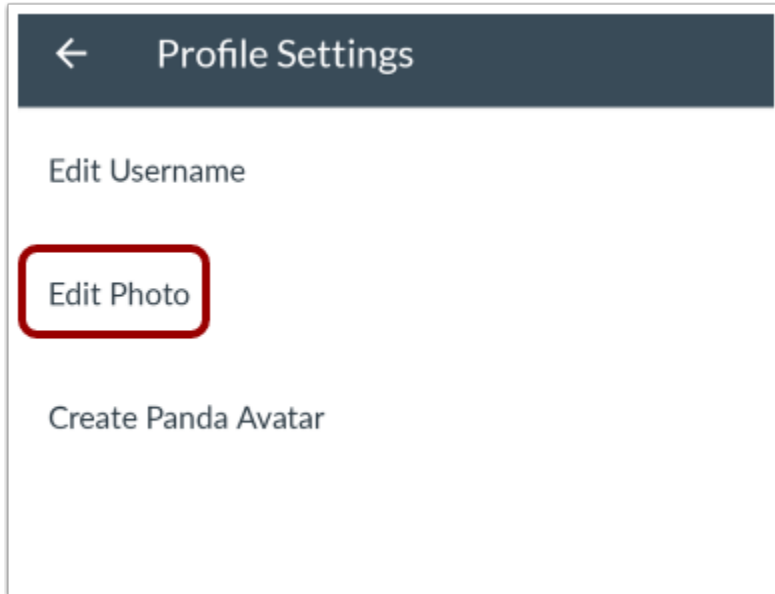 Profile Settings
Edit Username
Edit Photo
Create Panda Avatar